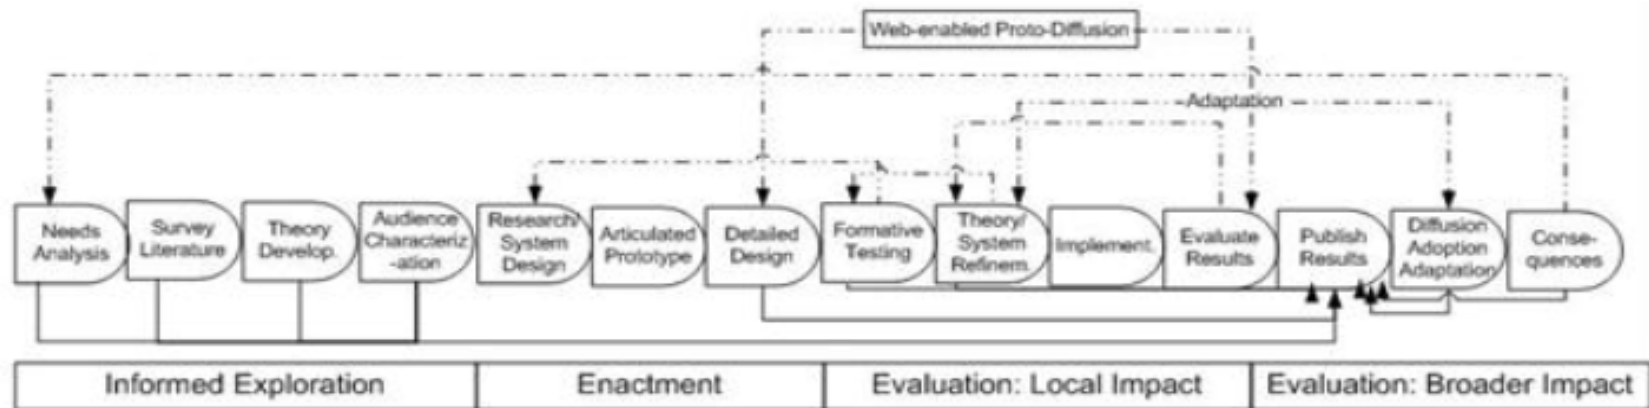 Web-enabled Proto-Diffusion
Adaptation
Needs
Analysis
Survey
Literature
Theory
Develop.
Audience
Characteriz
-ation
Research/
System
Design
Articulated
Prototype
Detailed
Design
Formative
Testing
Theory/
System
Refinem.
Implement.
Evaluate
Results
Publish
Results
Diffusion
Adoption
Adaptation
Conse-
quences
Informed Exploration
Enactment
Evaluation: Local Impact
Evaluation: Broader Impact